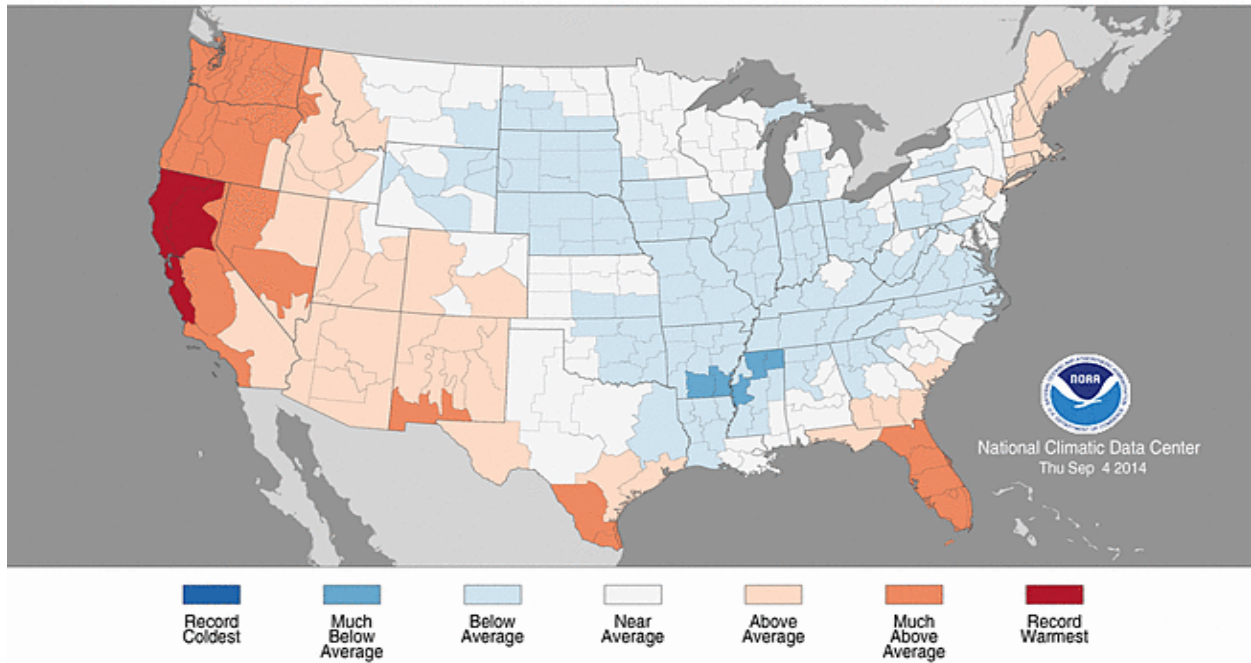 NOAA
National Climatic Data Center
Thu Sep 4 2014
Record
Coldest
Much
Below
Average
Below
Average
Near
Average
Above
Average
Much
Above
Average
Record
Warmest